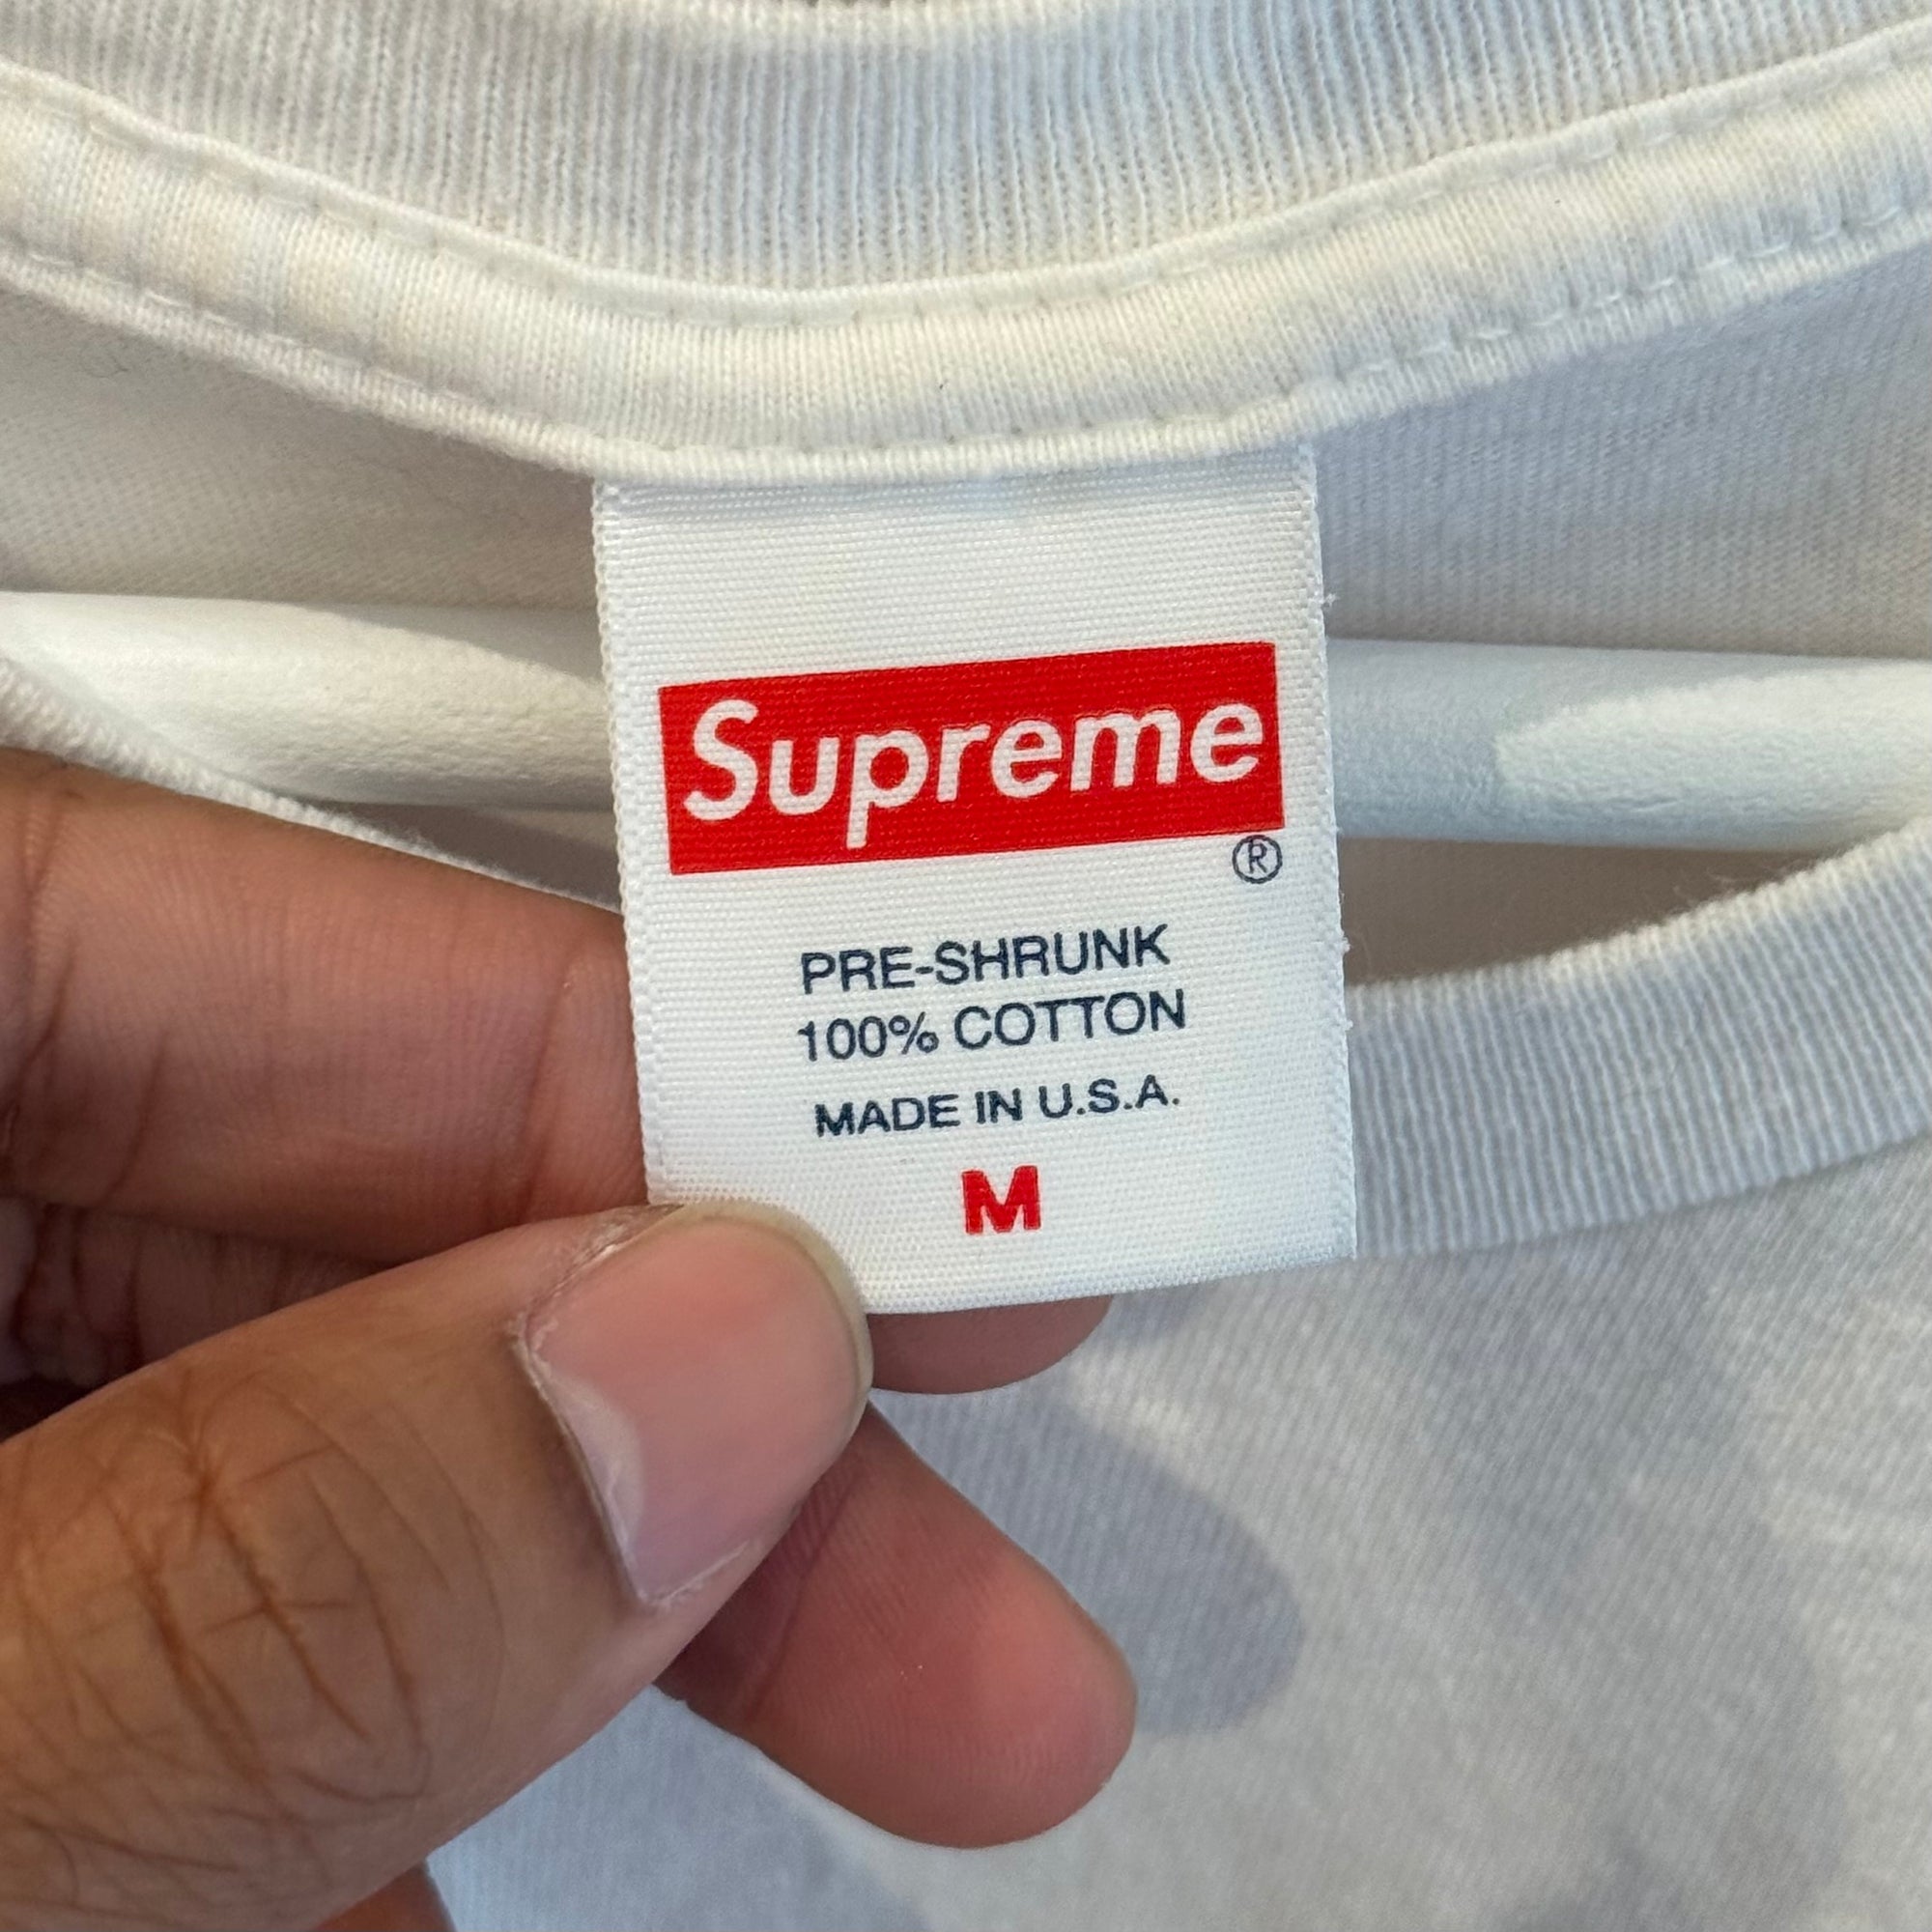 Supreme
®
PRE-SHRUNK
100% COTTON
MADE IN U.S.A.
M